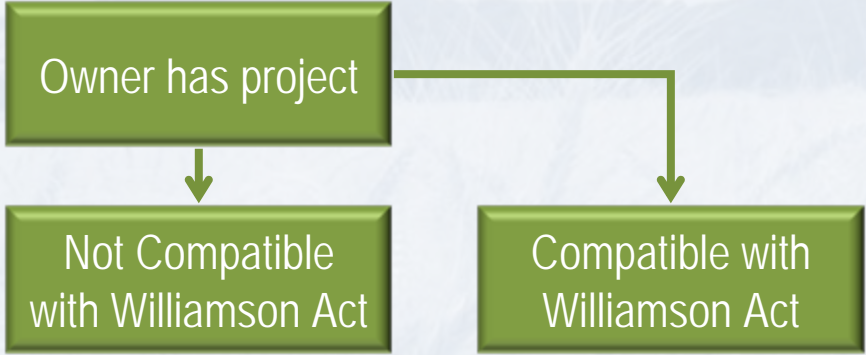 Owner has project
Not Compatible
with Williamson Act
Compatible with
Williamson Act